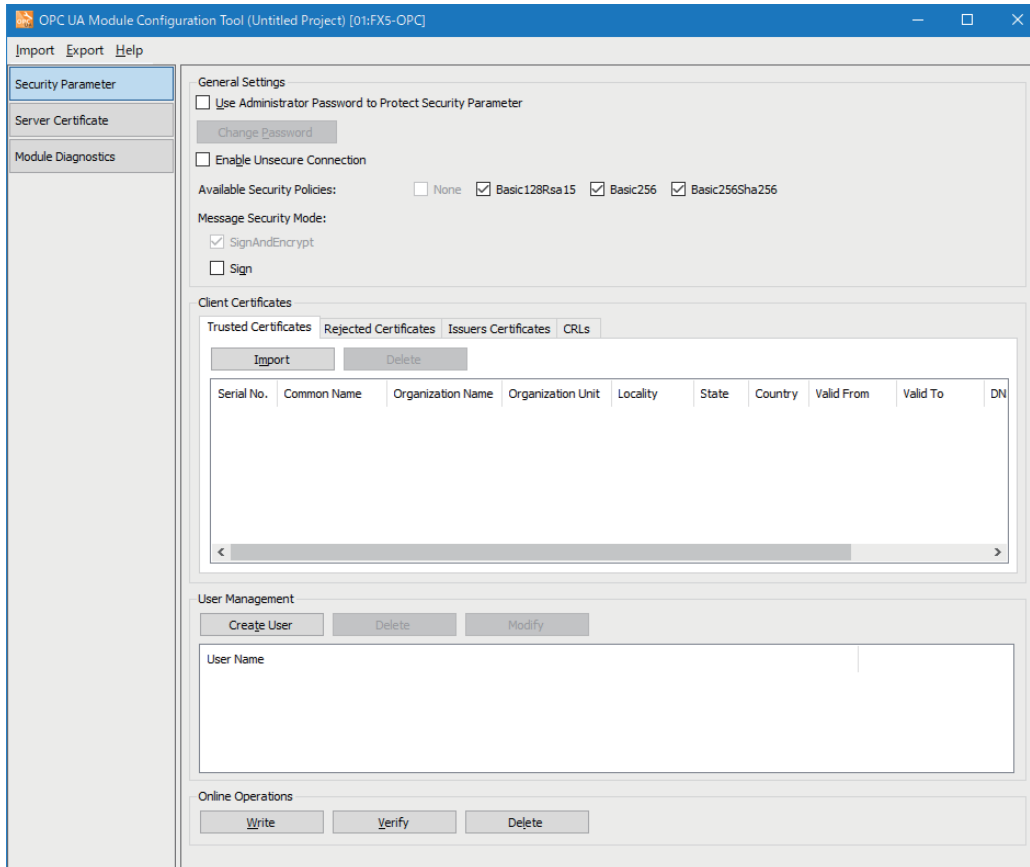 OPC UA Module Configuration Tool (Untitled Project) [01:FX5-OPC]
Import Export Help
Security Parameter
Server Certificate
Module Diagnostics
General Settings
Use Administrator Password to Protect Security Parameter
Change Password
Enable Unsecure Connection
Available Security Policies: None Basic128Rsa15 Basic256 Basic256Sha256
Message Security Mode:
SignAndEncrypt
Sign
Client Certificates
Trusted Certificates Rejected Certificates Issuers Certificates CRLs
Import Delete
Serial No. Common Name Organization Name Organization Unit Locality State Country Valid From Valid To DN
User Management
Create User Delete Modify
User Name
Online Operations
Write Verify Delete